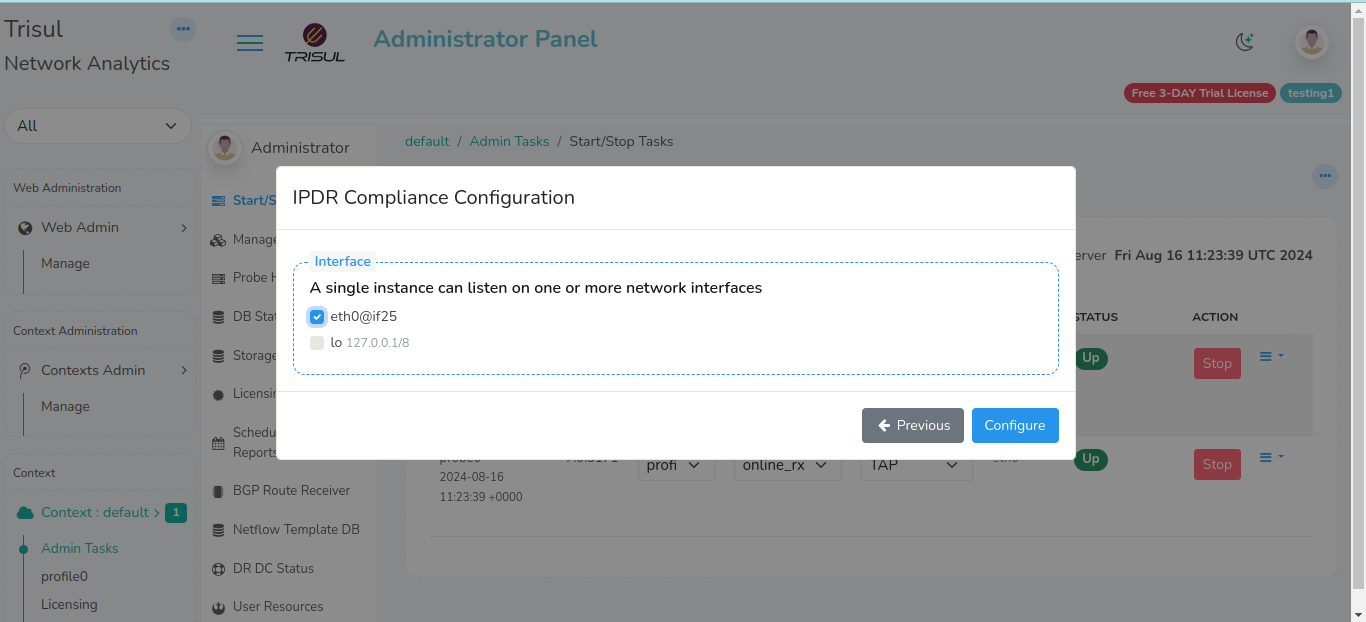 Trisul
Network Analytics
All
Web Administration
Web Admin
Manage
Context Administration
Contexts Admin
Manage
Context
Context : default
1
Admin Tasks
profile0
Licensing
TRISUL
Administrator Panel
Free 3-DAY Trial License
testing1
Administrator
default / Admin Tasks / Start/Stop Tasks
Start/S
Manage
Probe H
DB Stat
Storage
Licensin
Schedu
Reports
BGP Route Receiver
Netflow Template DB
DR DC Status
User Resources
IPDR Compliance Configuration
Interface
A single instance can listen on one or more network interfaces
eth0@if25
lo 127.0.0.1/8
Previous
Configure
erver Fri Aug 16 11:23:39 UTC 2024
STATUS
ACTION
Up
Stop
profi
online_rx
TAP
Up
Stop
2024-08-16
11:23:39 +0000